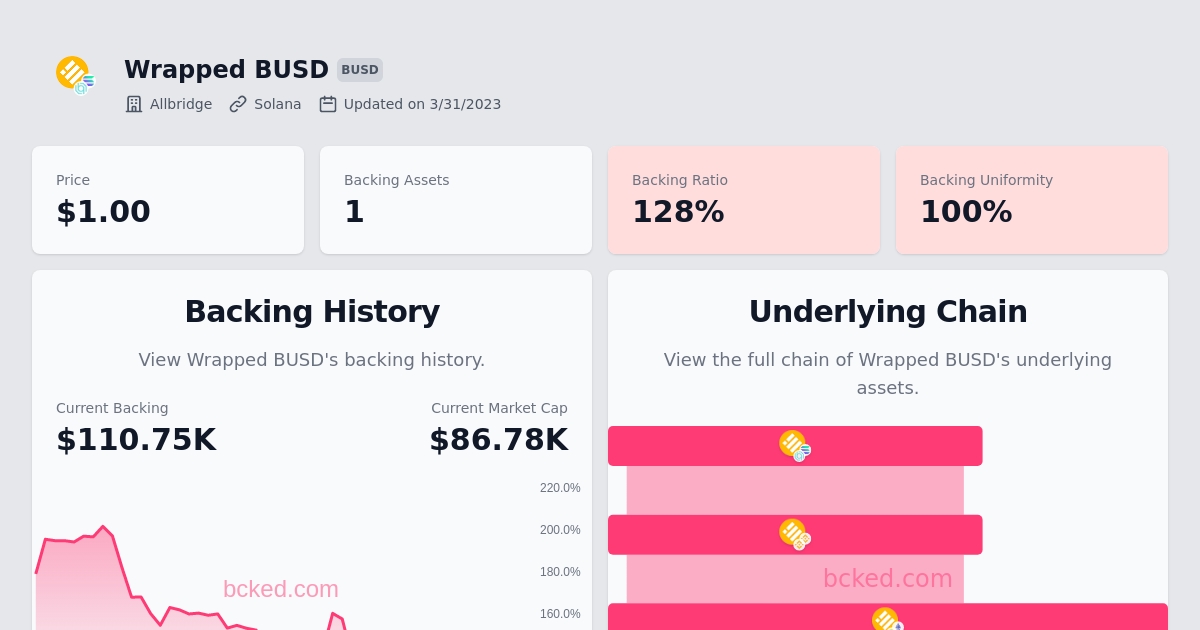 Wrapped BUSD BUSD
Allbridge Solana Updated on 3/31/2023
Price
$1.00
Backing Assets
1
Backing Ratio
128%
Backing Uniformity
100%
Backing History
View Wrapped BUSD's backing history.
Current Backing
$110.75K
Current Market Cap
$86.78K
220.0%
200.0%
180.0%
160.0%
bcked.com
Underlying Chain
View the full chain of Wrapped BUSD's underlying
assets.
bcked.com